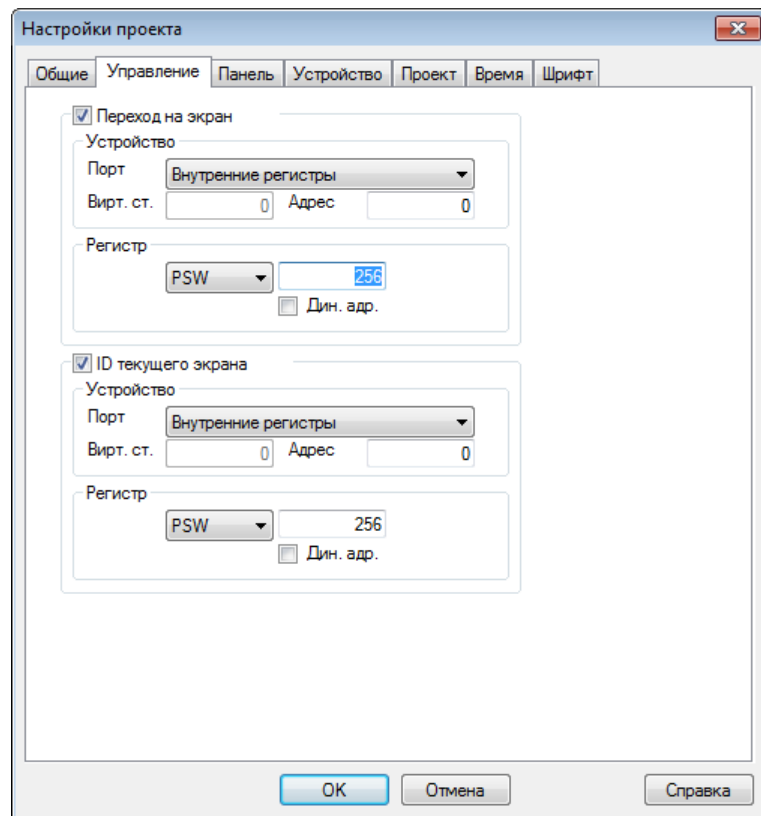 Настройки проекта
Общие Управление Панель Устройство Проект Время Шрифт
Переход на экран
Устройство
Порт Внутренние регистры
Вирт. ст. 0 Адрес 0
Регистр
PSW 256
Дин. адр.
ID текущего экрана
Устройство
Порт Внутренние регистры
Вирт. ст. 0 Адрес 0
Регистр
PSW 256
Дин. адр.
OK Отмена Справка